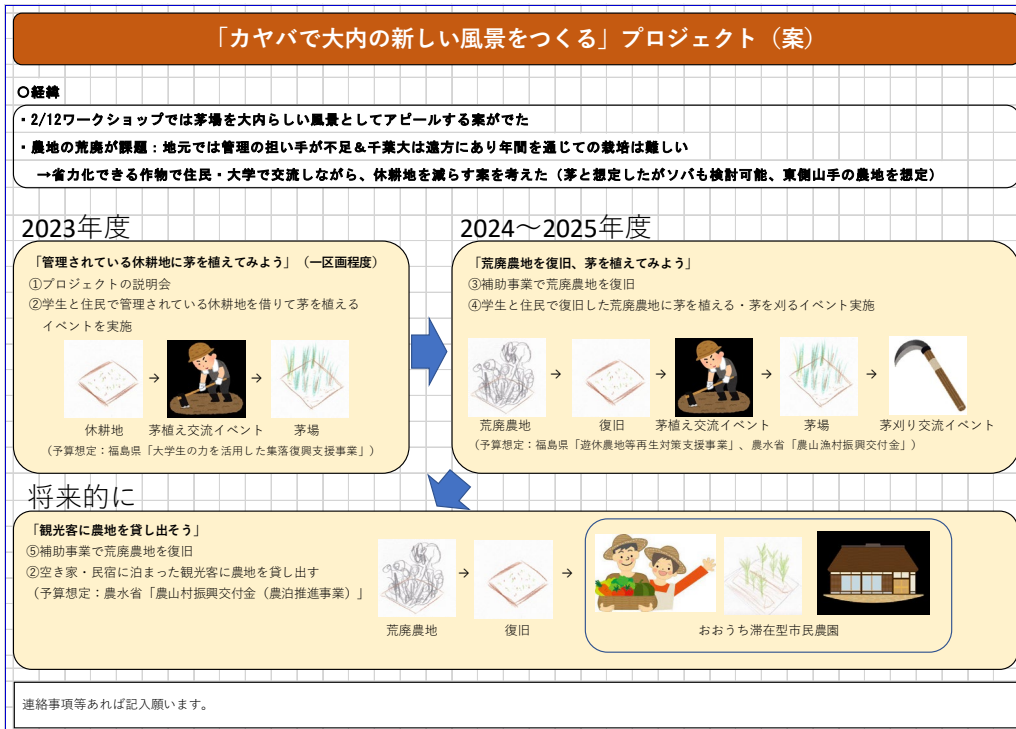 「カヤバで大内の新しい風景をつくる」プロジェクト（案）
〇経緯
・2/12ワークショップでは茅場を大内らしい風景としてアピールする案がでた
・農地の荒廃が課題：地元では管理の担い手が不足＆千葉大は遠方にあり年間を通じての栽培は難しい
→省力化できる作物で住民・大学で交流しながら、休耕地を減らす案を考えた（茅と想定したがソバも検討可能、東側山手の農地を想定）
2023年度
「管理されている休耕地に茅を植えてみよう」（一区画程度）
①プロジェクトの説明会
②学生と住民で管理されている休耕地を借りて茅を植える
イベントを実施
→ →
休耕地 茅植え交流イベント 茅場
（予算想定：福島県「大学生の力を活用した集落復興支援事業」）
2024～2025年度
「荒廃農地を復旧、茅を植えてみよう」
③補助事業で荒廃農地を復旧
④学生と住民で復旧した荒廃農地に茅を植える・茅を刈るイベント実施
→ → → →
荒廃農地 復旧 茅植え交流イベント 茅場 茅刈り交流イベント
（予算想定：福島県「遊休農地等再生対策支援事業」、農水省「農山漁村振興交付金」）
将来的に
「観光客に農地を貸し出そう」
⑤補助事業で荒廃農地を復旧
②空き家・民宿に泊まった観光客に農地を貸し出す
（予算想定：農水省「農山村振興交付金（農泊推進事業）」
→ →
荒廃農地 復旧 おおうち滞在型市民農園
連絡事項等あれば記入願います。